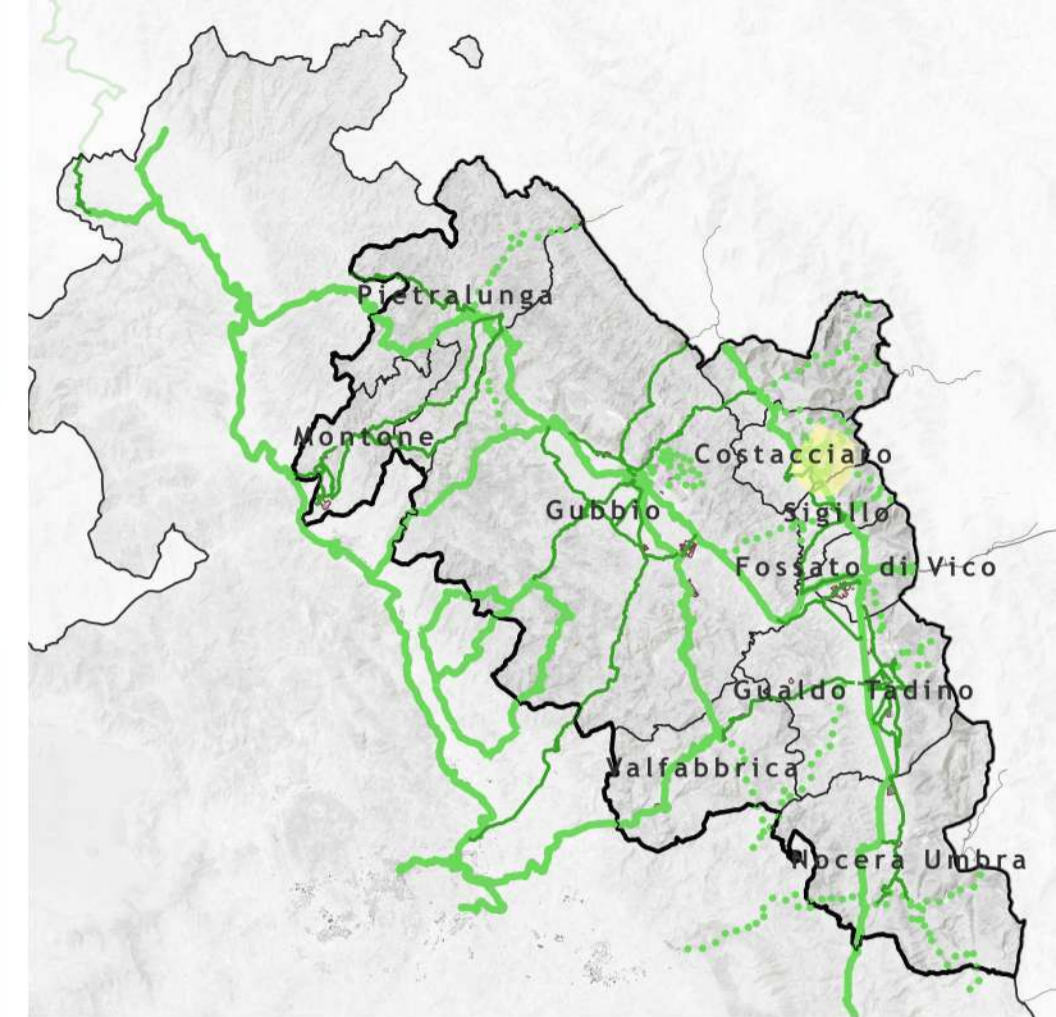 Pietralunga
Montone
Costacciaro
Gubbio
Sigillo
Fossato di Vico
Gualdo Tadino
Valfabbrica
Nocera Umbra